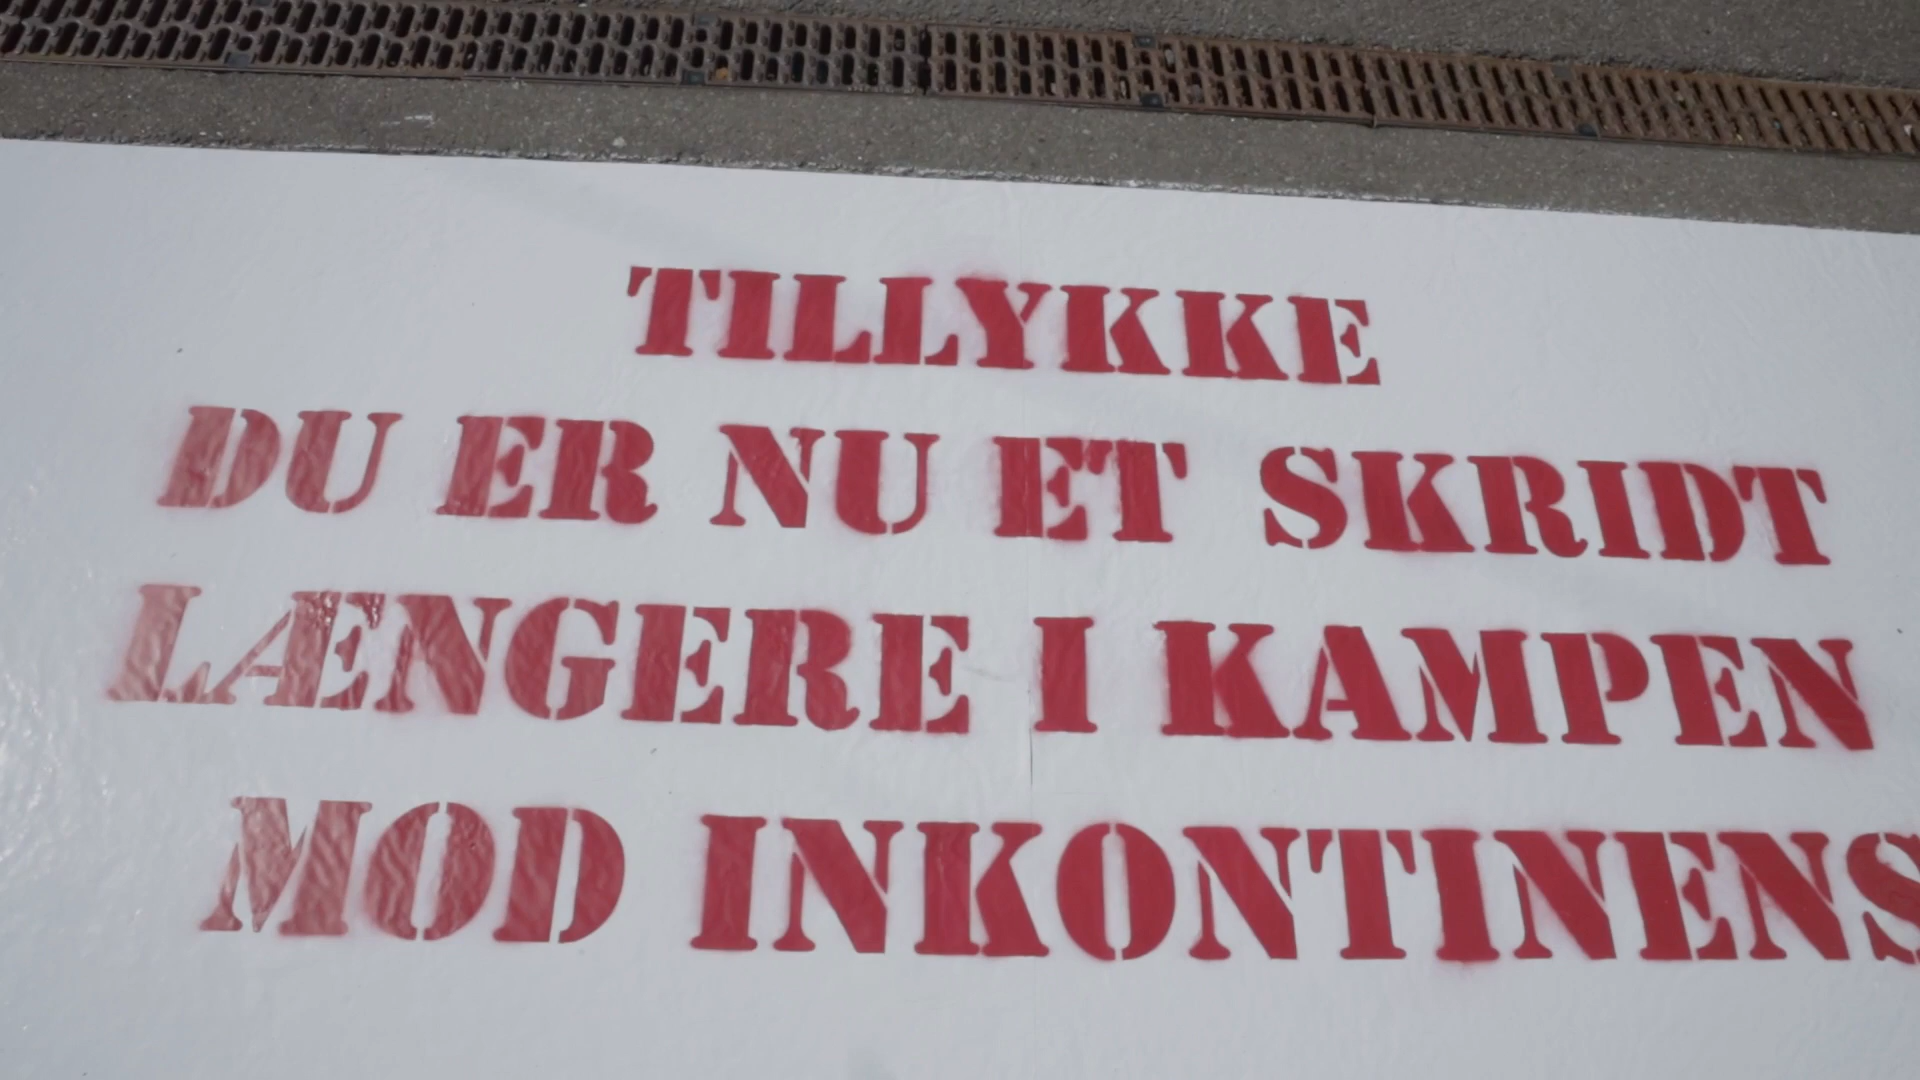 TILLYKKE
DU ER NU ET SKRIDT
LÆNGERE I KAMPEN
MOD INKONTINENS